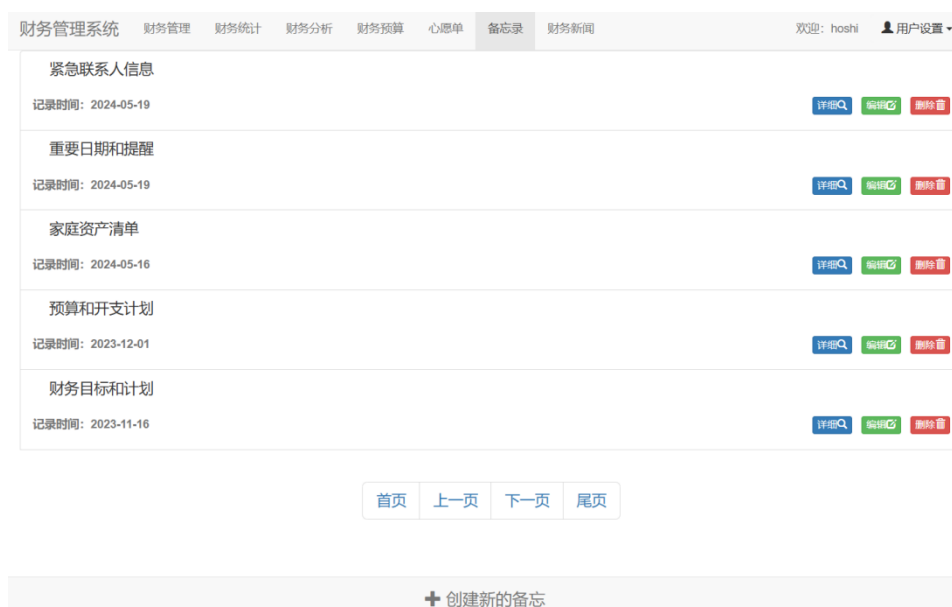 财务管理系统 财务管理 财务统计 财务分析 财务预算 心愿单 备忘录 财务新闻 欢迎：hoshi 用户设置
紧急联系人信息
记录时间：2024-05-19 详细 编辑 删除
重要日期和提醒
记录时间：2024-05-19 详细 编辑 删除
家庭资产清单
记录时间：2024-05-16 详细 编辑 删除
预算和开支计划
记录时间：2023-12-01 详细 编辑 删除
财务目标和计划
记录时间：2023-11-16 详细 编辑 删除
首页 上一页 下一页 尾页
创建新的备忘